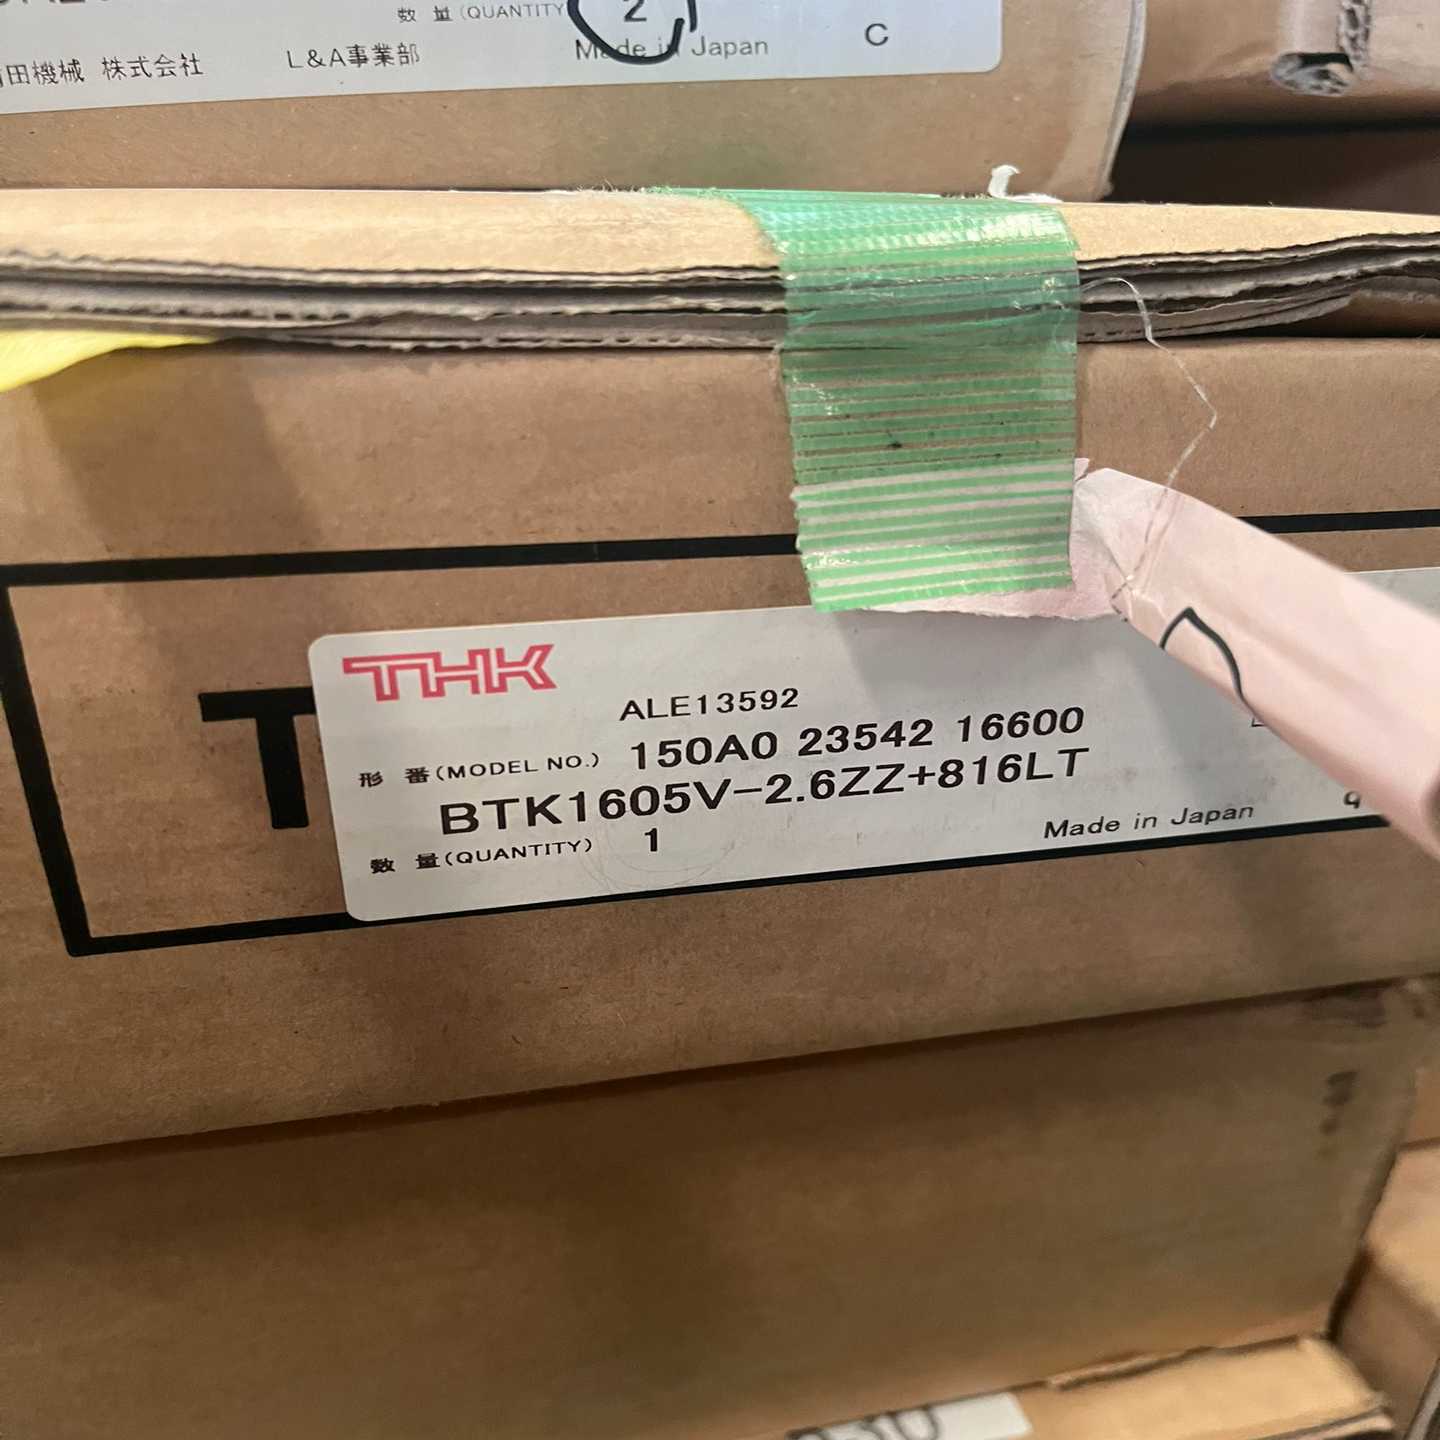 数 量(QUANTITY 2
Made in Japan C
田機械 株式会社 L&A事業部
THK
ALE13592
形 番(MODEL NO.) 150A0 23542 16600
BTK1605V-2.6ZZ+816LT
数 量(QUANTITY) 1
Made in Japan
T